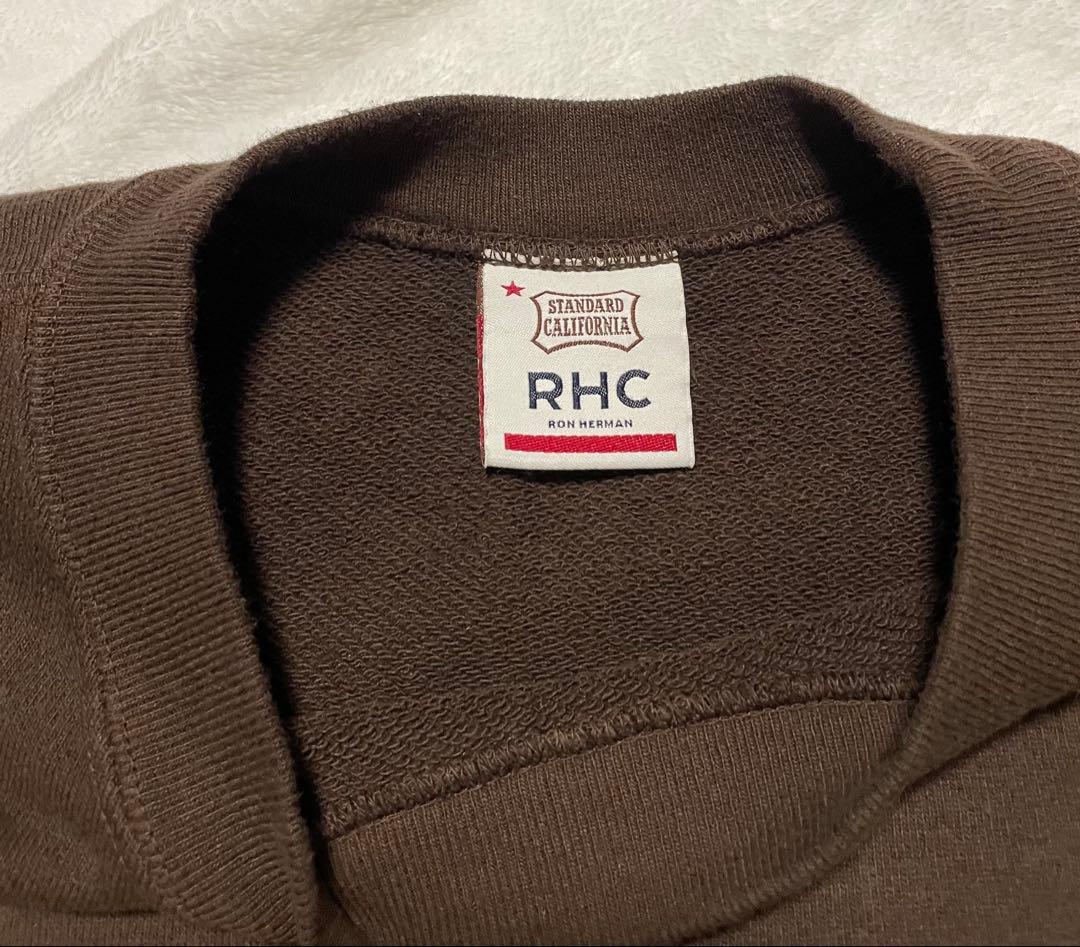 STANDARD
CALIFORNIA
RHC
RON HERMAN